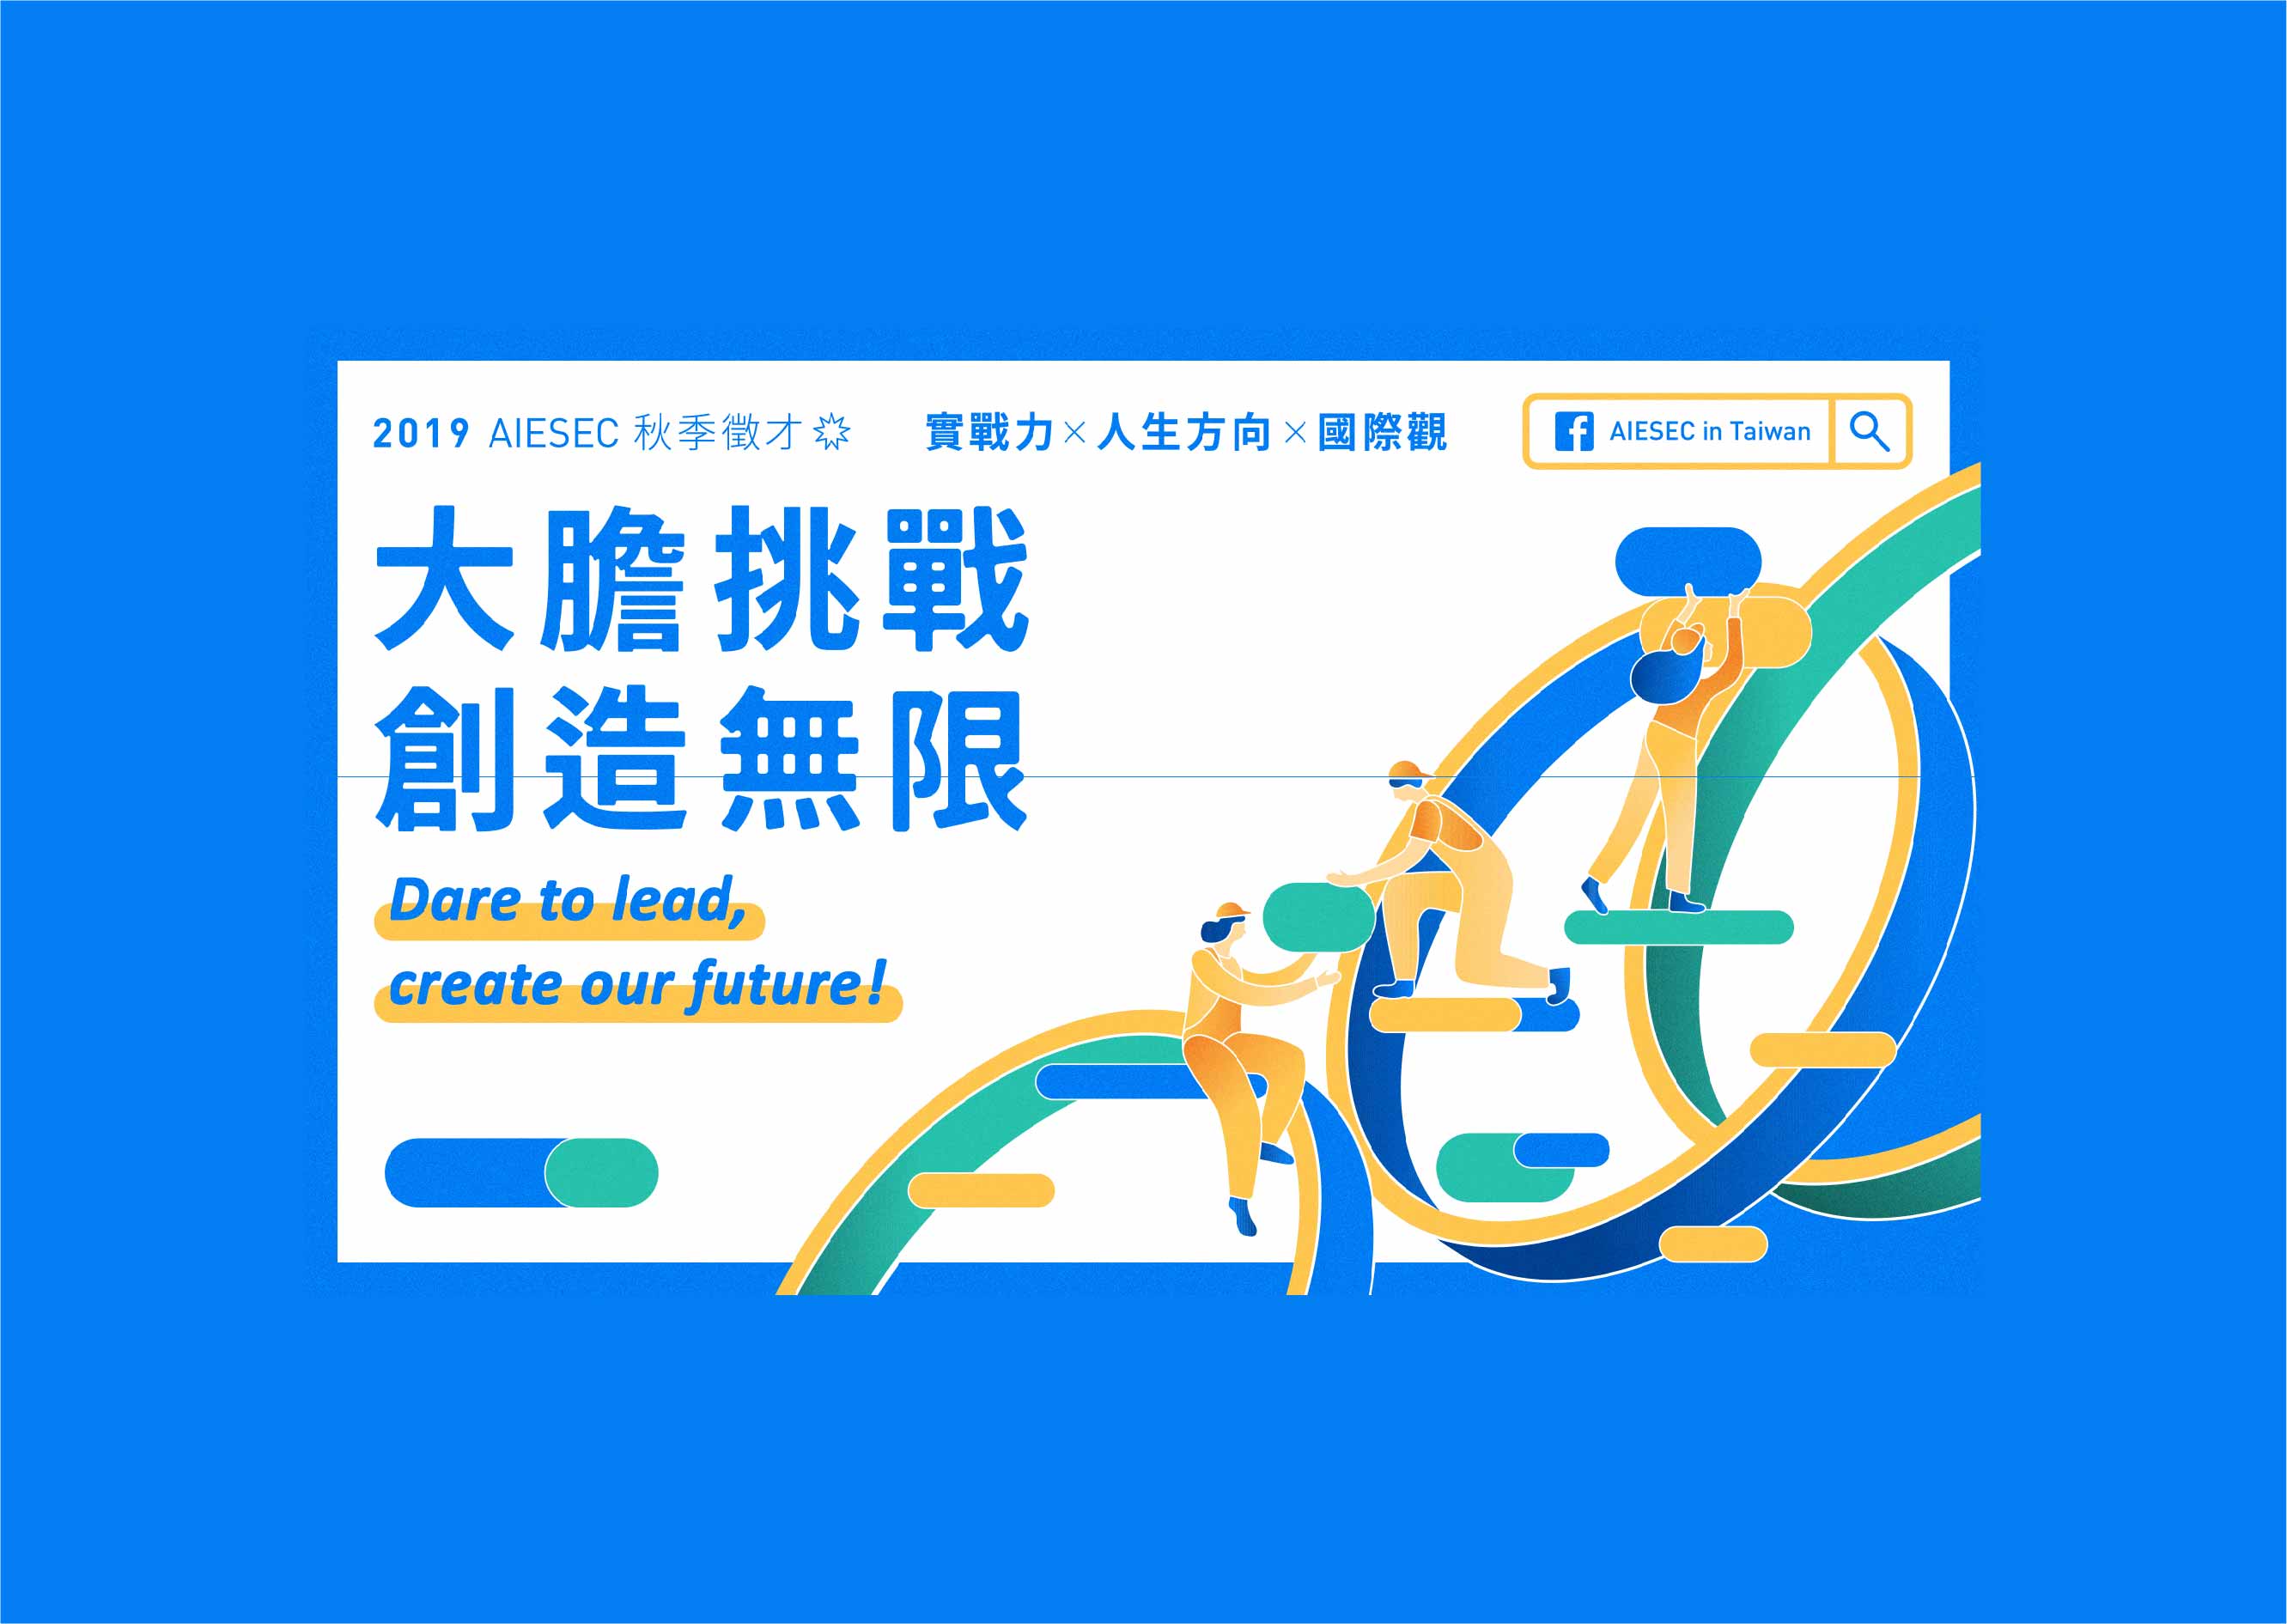 2019 AIESEC 秋季徵才
實戰力×人生方向×國際觀
AIESEC in Taiwan
大膽挑戰
創造無限
Dare to lead,
create our future!